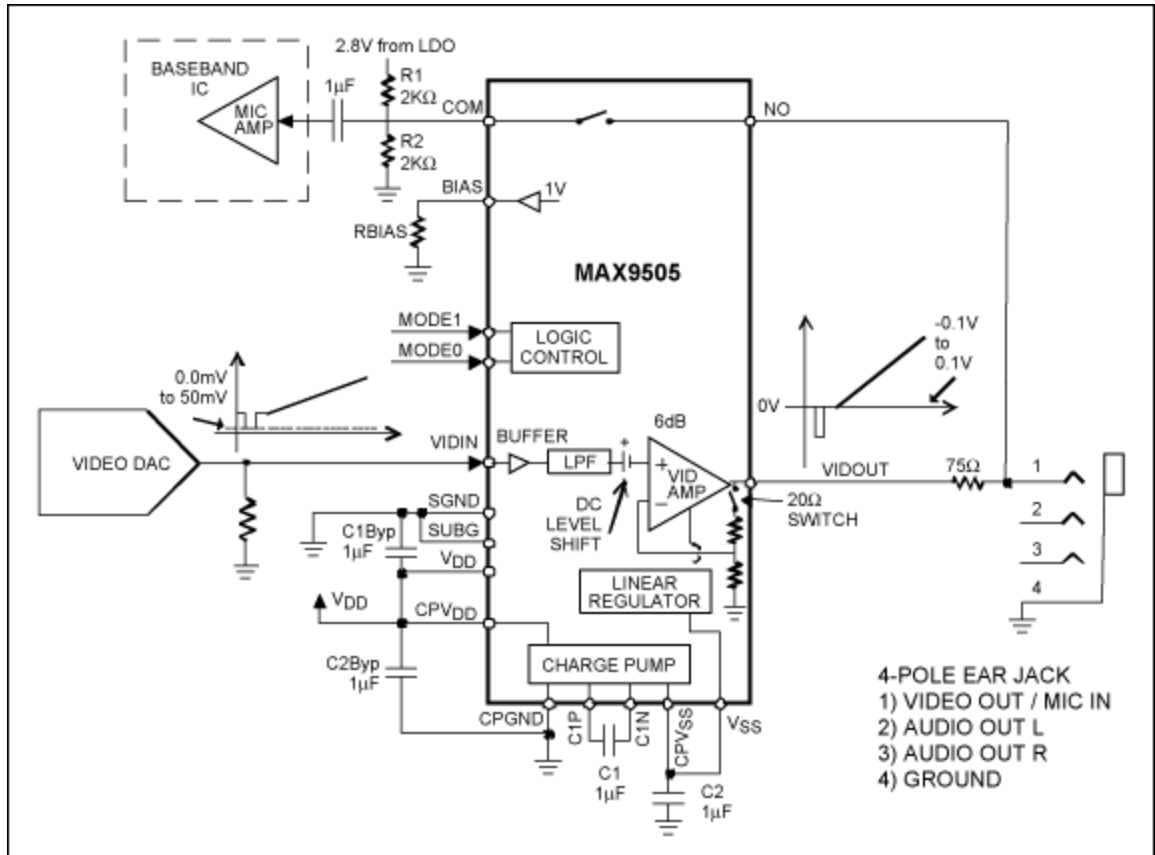 2.8V from LDO
BASEBAND
IC
MIC
AMP
1µF
R1
2KΩ
R2
2KΩ
COM
NO
BIAS
1V
RBIAS
MAX9505
MODE1
MODE0
LOGIC
CONTROL
0.0mV
to 50mV
-0.1V
to
0.1V
0V
VIDEO DAC
VIDIN
BUFFER
LPF
+
6dB
+
VID
AMP
−
DC
LEVEL
SHIFT
20Ω
SWITCH
VIDOUT
75Ω
1
2
3
4
SGND
SUBG
C1Byp
1µF
VDD
VDD
CPVDD
C2Byp
1µF
LINEAR
REGULATOR
CHARGE PUMP
CPGND
C1P
C1N
CPVSS
VSS
C1
1µF
C2
1µF
4-POLE EAR JACK
1) VIDEO OUT / MIC IN
2) AUDIO OUT L
3) AUDIO OUT R
4) GROUND